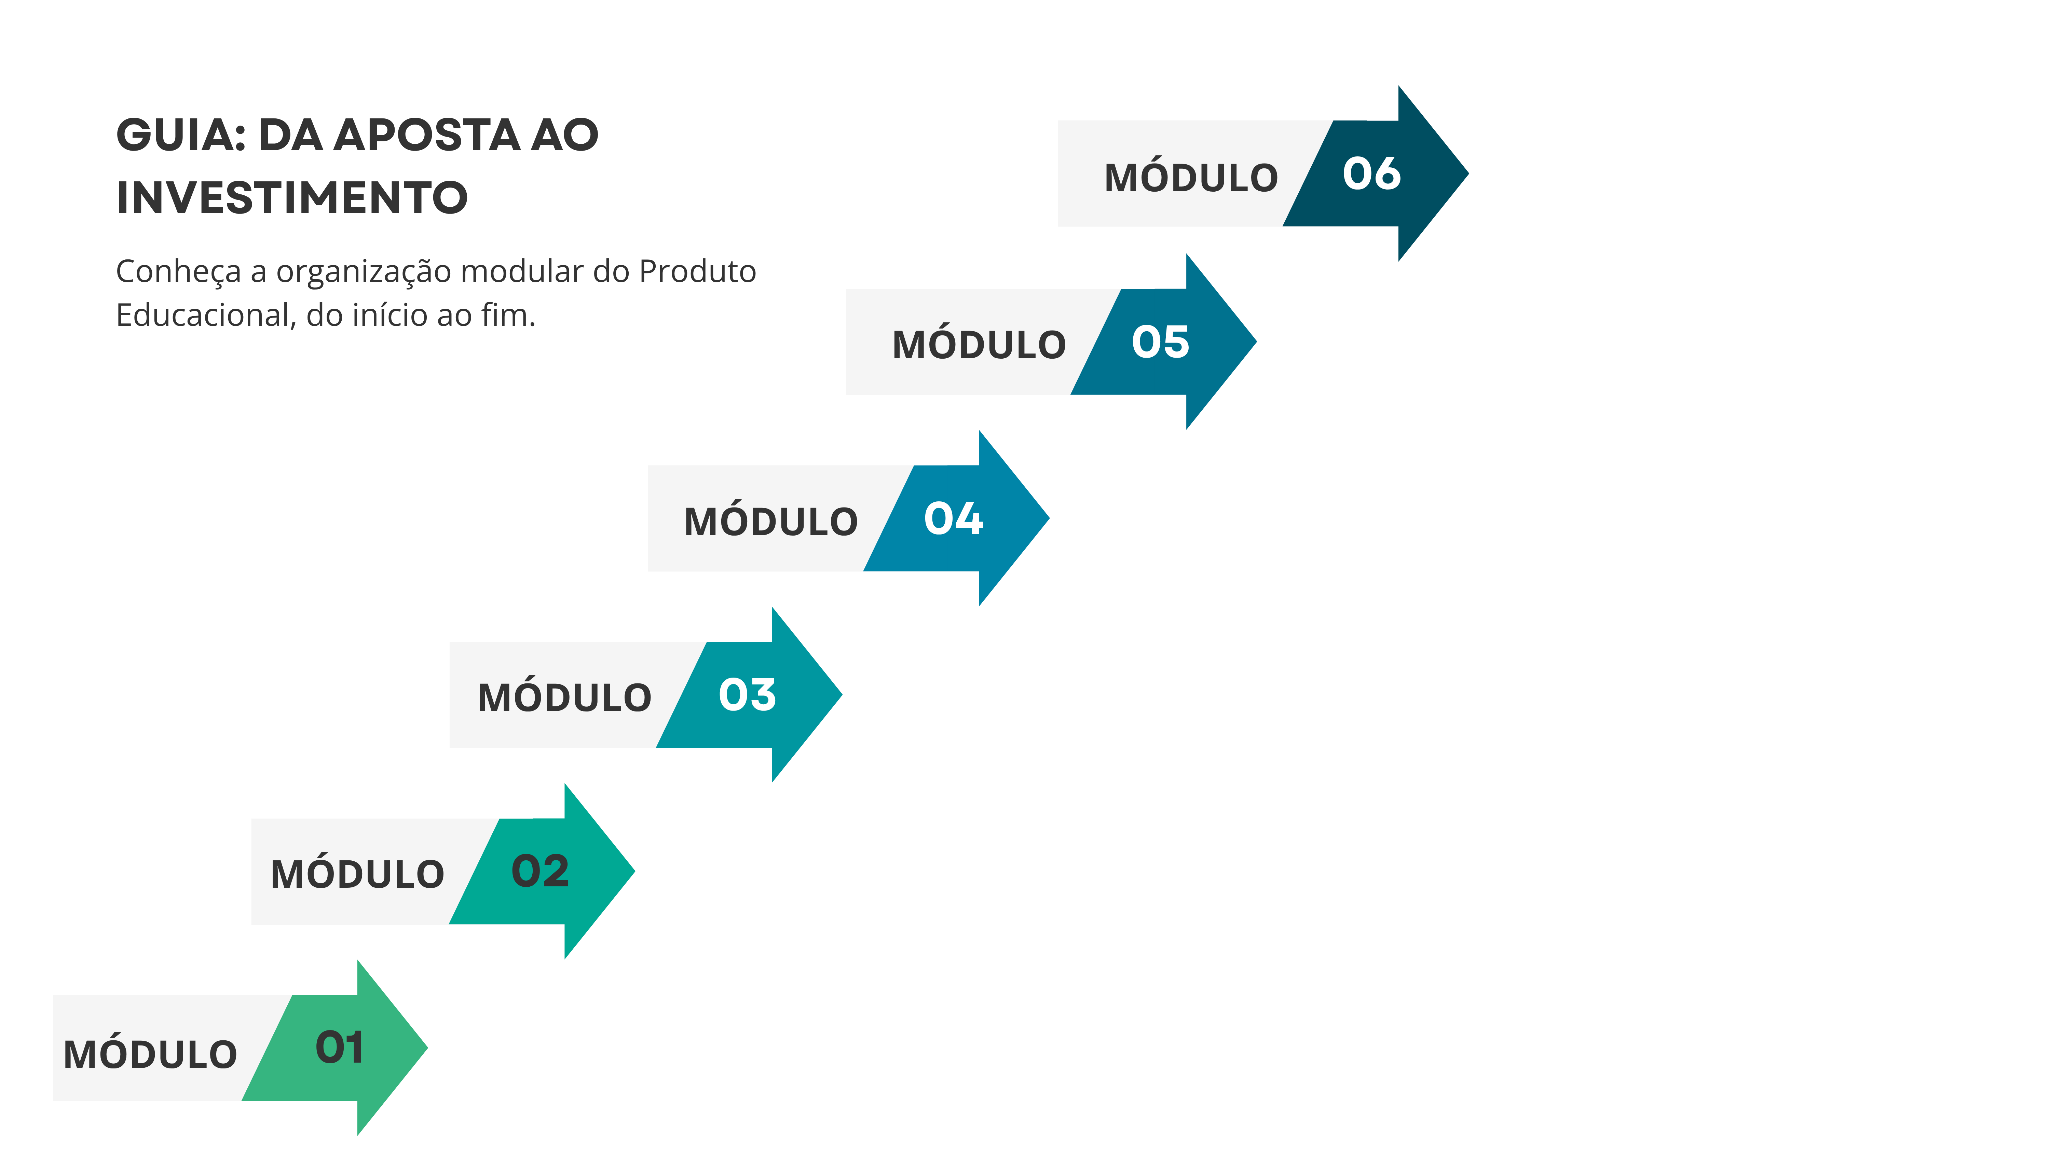 GUIA: DA APOSTA AO
INVESTIMENTO
Conheça a organização modular do Produto
Educacional, do início ao fim.
MÓDULO 06
MÓDULO 05
MÓDULO 04
MÓDULO 03
MÓDULO 02
MÓDULO 01